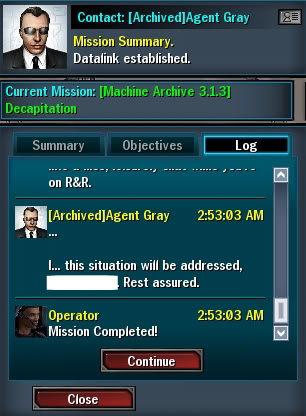 Contact: [Archived]Agent Gray
Mission Summary.
Datalink established.
Current Mission: [Machine Archive 3.1.3]
Decapitation
Summary
Objectives
Log
on R&R.
[Archived]Agent Gray 2:53:03 AM
...
I... this situation will be addressed,
. Rest assured.
Operator 2:53:03 AM
Mission Completed!
Continue
Close